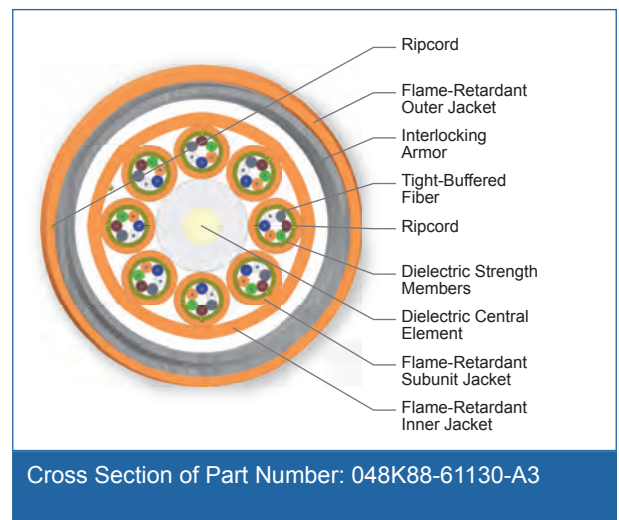 Ripcord
Flame-Retardant
Outer Jacket
Interlocking
Armor
Tight-Buffered
Fiber
Ripcord
Dielectric Strength
Members
Dielectric Central
Element
Flame-Retardant
Subunit Jacket
Flame-Retardant
Inner Jacket
Cross Section of Part Number: 048K88-61130-A3